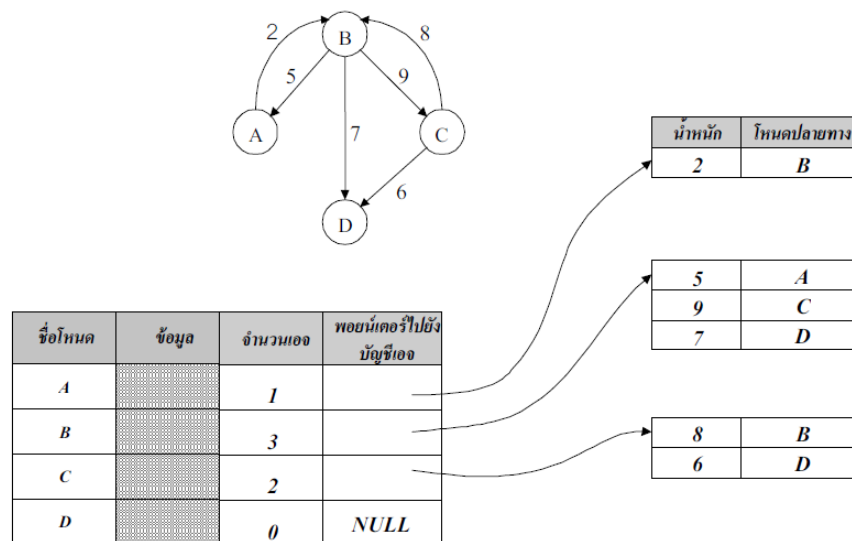 2
B
8
5
9
A
7
C
6
D
น้ำหนัก โหนดปลายทาง
2 B
5 A
9 C
7 D
8 B
6 D
ชื่อโหนด ข้อมูล จำนวนเอจ พอยน์เตอร์ไปยัง
บัญชีเอจ
A 1
B 3
C 2
D 0 NULL